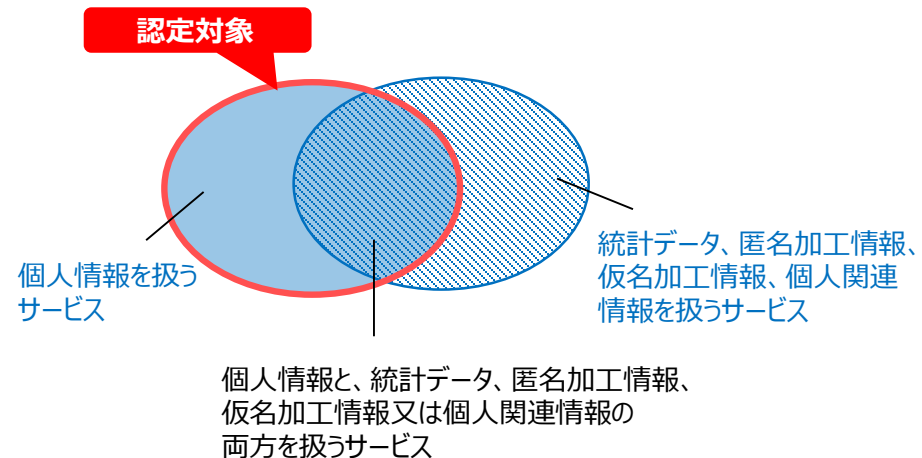 認定対象
個人情報を扱う
サービス
統計データ、匿名加工情報、
仮名加工情報、個人関連
情報を扱うサービス
個人情報と、統計データ、匿名加工情報、
仮名加工情報又は個人関連情報の
両方を扱うサービス